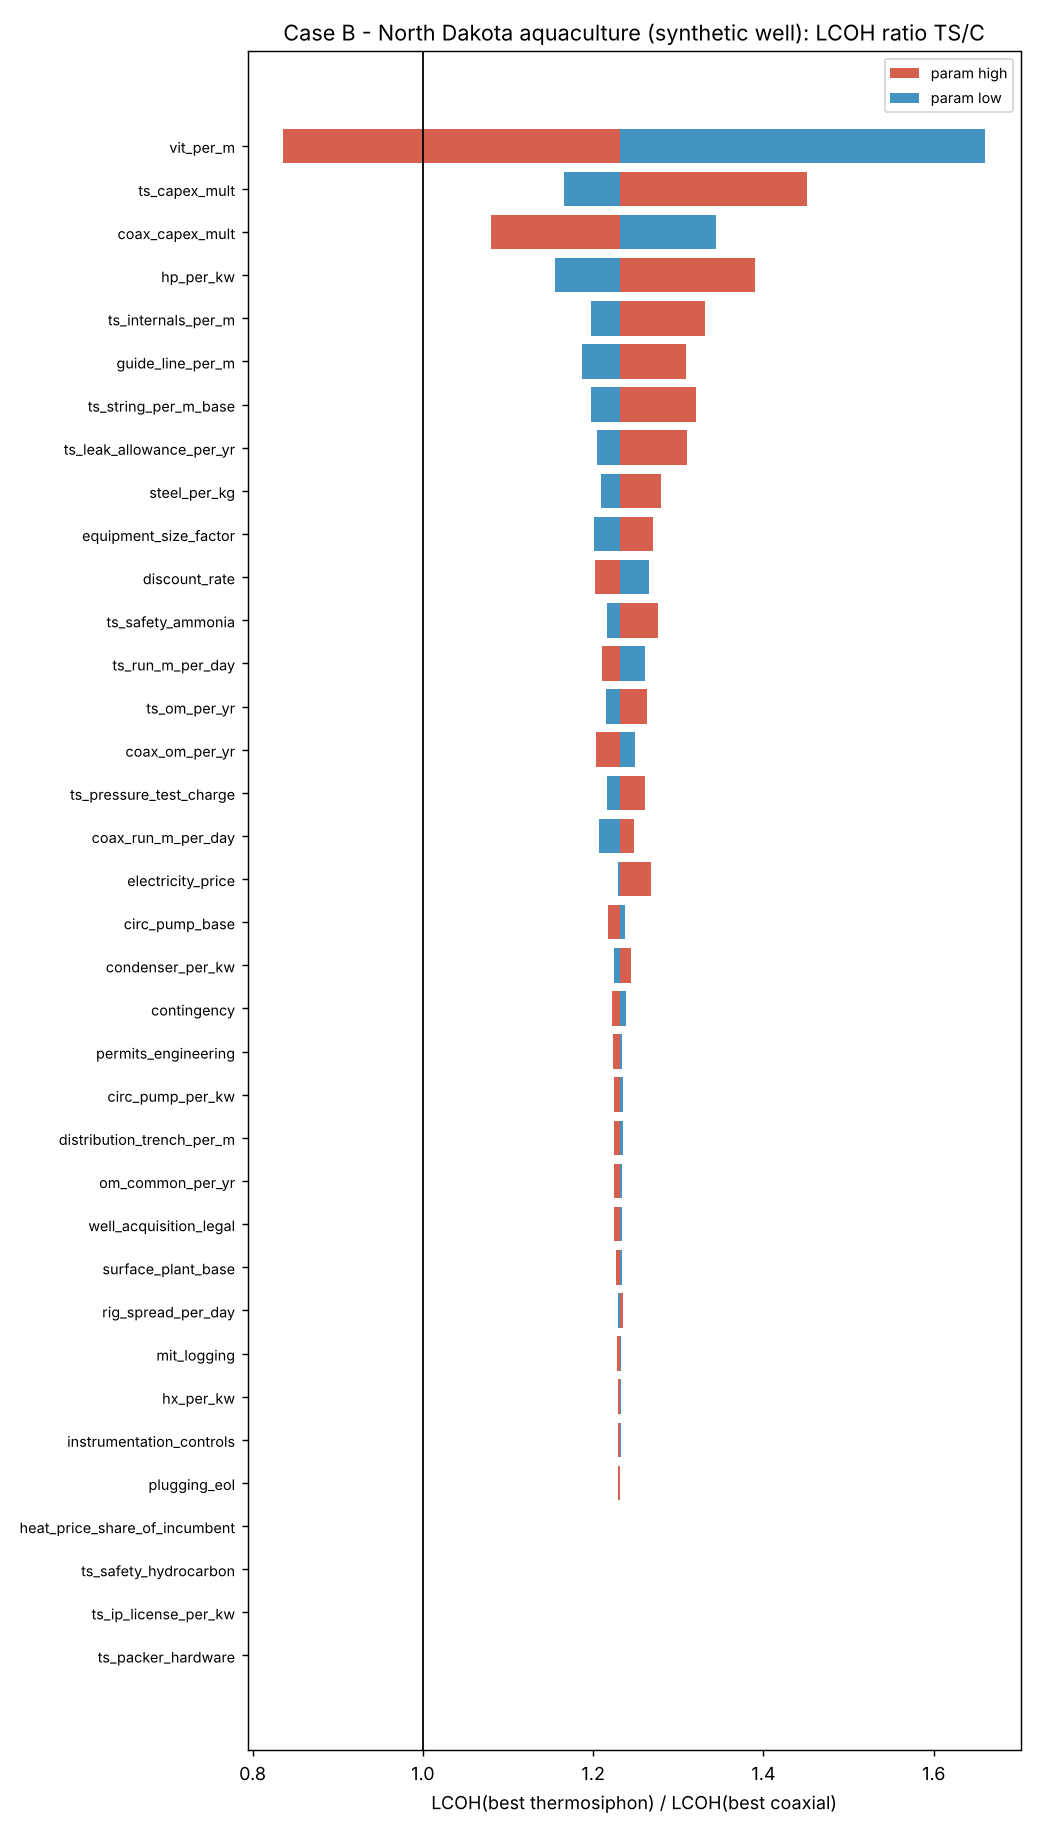 Case B - North Dakota aquaculture (synthetic well): LCOH ratio TS/C
param high
param low
vit_per_m
ts_capex_mult
coax_capex_mult
hp_per_kw
ts_internals_per_m
guide_line_per_m
ts_string_per_m_base
ts_leak_allowance_per_yr
steel_per_kg
equipment_size_factor
discount_rate
ts_safety_ammonia
ts_run_m_per_day
ts_om_per_yr
coax_om_per_yr
ts_pressure_test_charge
coax_run_m_per_day
electricity_price
circ_pump_base
condenser_per_kw
contingency
permits_engineering
circ_pump_per_kw
distribution_trench_per_m
om_common_per_yr
well_acquisition_legal
surface_plant_base
rig_spread_per_day
mit_logging
hx_per_kw
instrumentation_controls
plugging_eol
heat_price_share_of_incumbent
ts_safety_hydrocarbon
ts_ip_license_per_kw
ts_packer_hardware
0.8 1.0 1.2 1.4 1.6
LCOH(best thermosiphon) / LCOH(best coaxial)